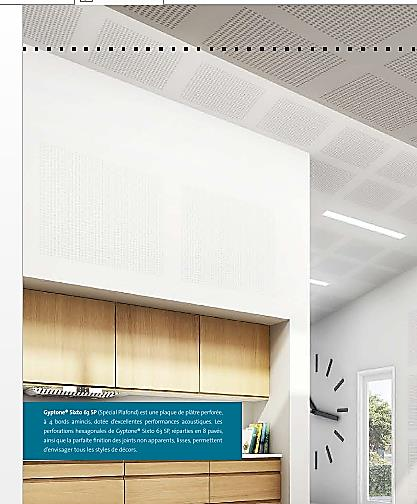 Gyptone® Sixto 63 SP (Spécial Plafond) est une plaque de plâtre perforée,
à 4 bords amincis, dotée d'excellentes performances acoustiques. Les
perforations hexagonales de Gyptone® Sixto 63 SP, réparties en 8 pavés,
ainsi que la parfaite finition des joints non apparents, lisses, permettent
d'envisager tous les styles de décors.